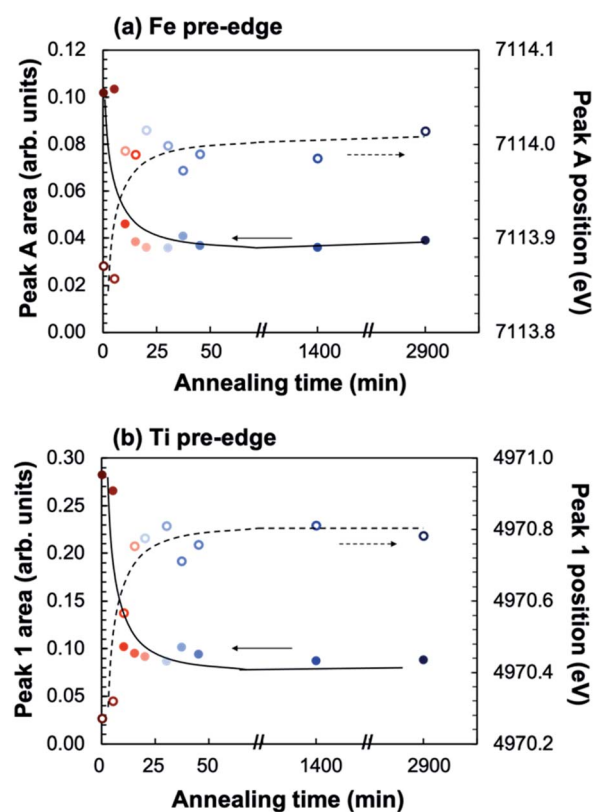 (a) Fe pre-edge
0.12
0.10
0.08
0.06
0.04
0.02
0.00
Peak A area (arb. units)
7114.1
7114.0
7113.9
7113.8
Peak A position (eV)
0 25 50 1400 2900
Annealing time (min)
(b) Ti pre-edge
0.30
0.25
0.20
0.15
0.10
0.05
0.00
Peak 1 area (arb. units)
4971.0
4970.8
4970.6
4970.4
4970.2
Peak 1 position (eV)
0 25 50 1400 2900
Annealing time (min)